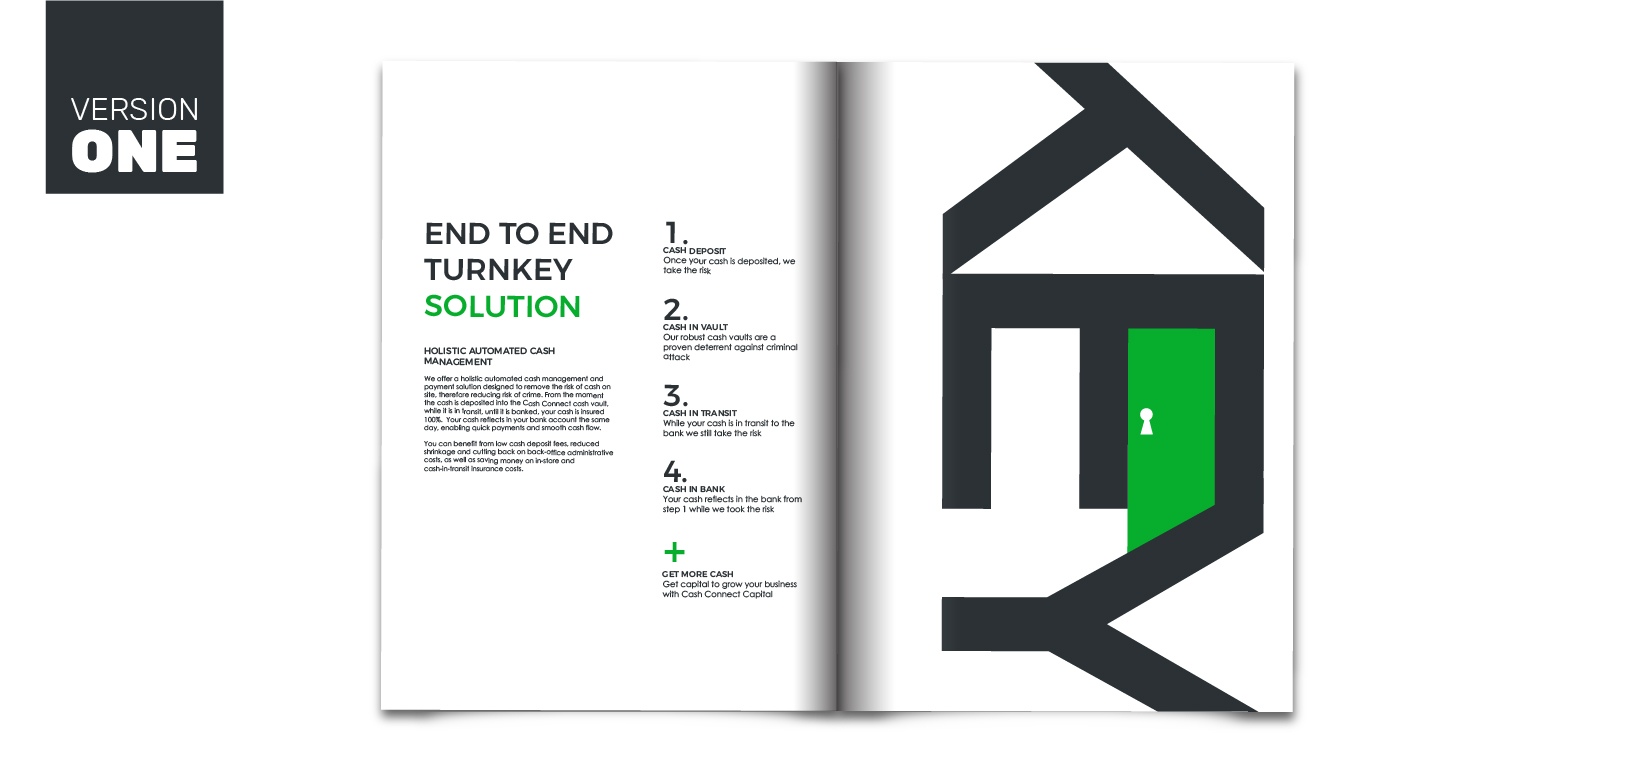 VERSION
ONE
END TO END
TURNKEY
SOLUTION
HOLISTIC AUTOMATED CASH
MANAGEMENT
We offer a holistic automated cash management and
payment solution designed to remove the risk of cash on
site, therefore reducing risk of crime. From the moment
the cash is deposited into the Cash Connect cash vault,
while it is in transit, until it is banked, your cash is insured
100%. Your cash reflects in your bank account the same
day, enabling quick payments and smooth cash flow.
You can benefit from low cash deposit fees, reduced
shrinkage and cutting back on back-office administrative
costs, as well as saving money on in-store and
cash-in-transit insurance costs.
1.
CASH DEPOSIT
Once your cash is deposited, we
take the risk
2.
CASH IN VAULT
Our robust cash vaults are a
proven deterrent against criminal
attack
3.
CASH IN TRANSIT
While your cash is in transit to the
bank we still take the risk
4.
CASH IN BANK
Your cash reflects in the bank from
step 1 while we took the risk
+
GET MORE CASH
Get capital to grow your business
with Cash Connect Capital
KEY